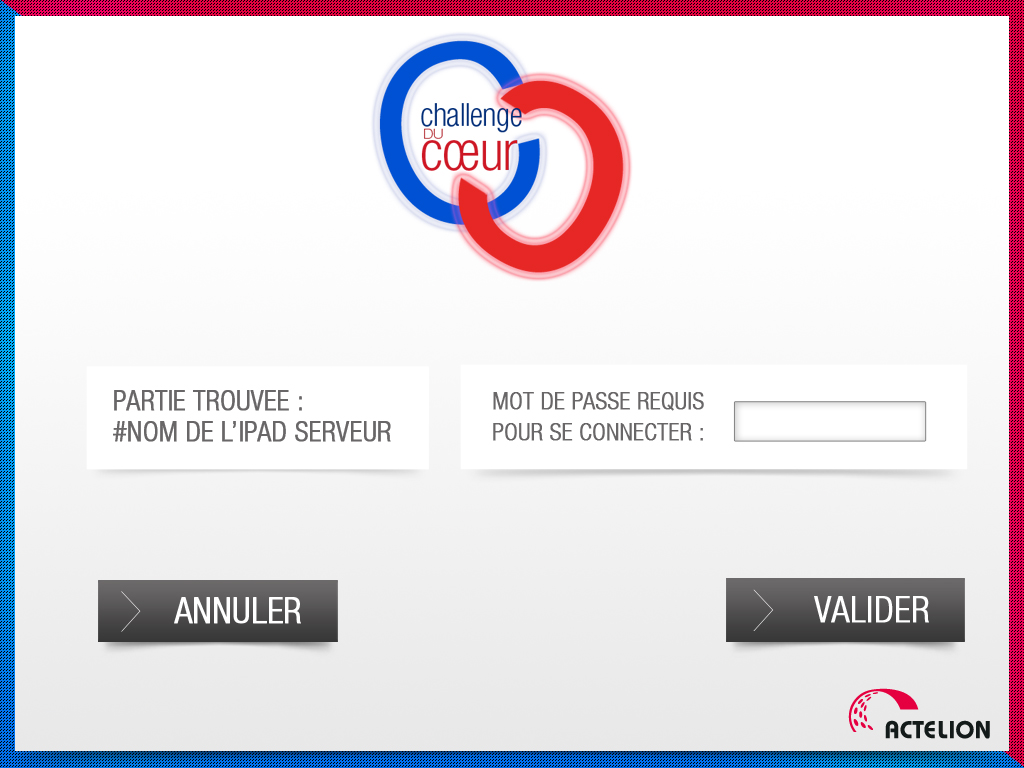 challenge
DU
cœur
PARTIE TROUVEE :
#NOM DE L'IPAD SERVEUR
MOT DE PASSE REQUIS
POUR SE CONNECTER :
ANNULER
VALIDER
ACTELION